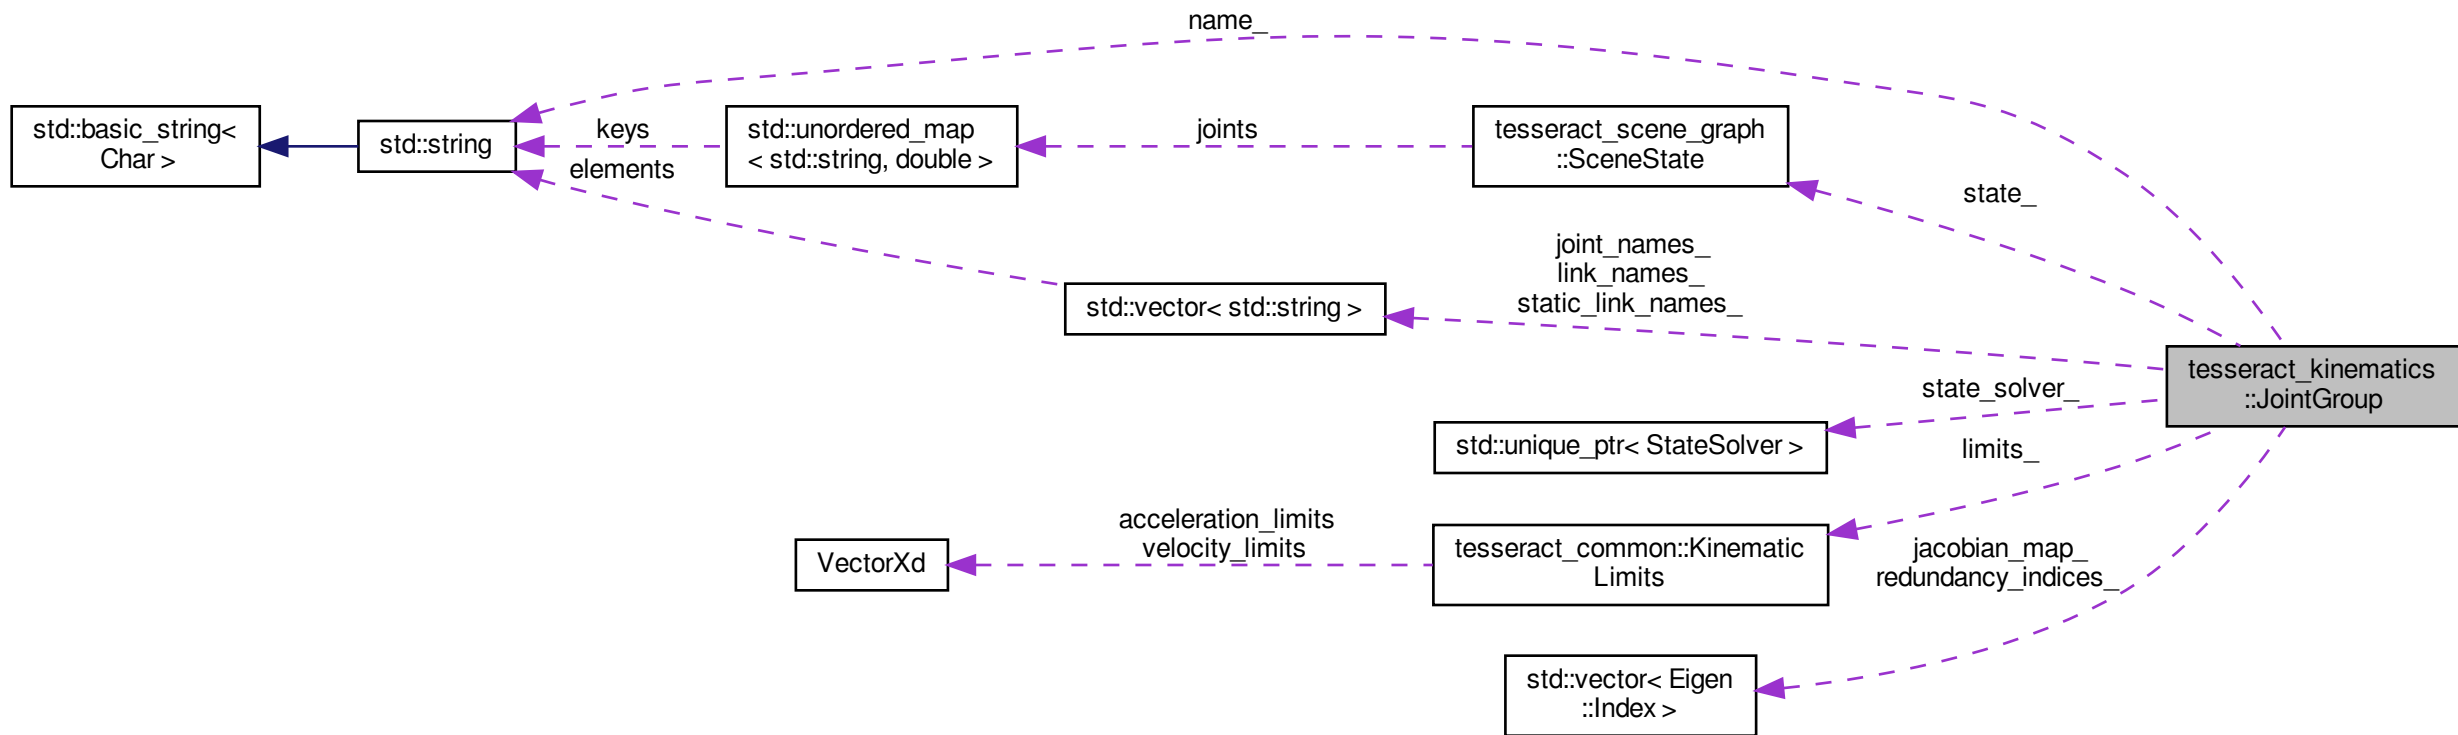 name_
std::basic_string<
Char >
std::string
keys
elements
std::unordered_map
< std::string, double >
joints
tesseract_scene_graph
::SceneState
state_
joint_names_
link_names_
static_link_names_
std::vector< std::string >
tesseract_kinematics
::JointGroup
state_solver_
std::unique_ptr< StateSolver >
limits_
acceleration_limits
velocity_limits
VectorXd
tesseract_common::Kinematic
Limits
jacobian_map_
redundancy_indices_
std::vector< Eigen
::Index >